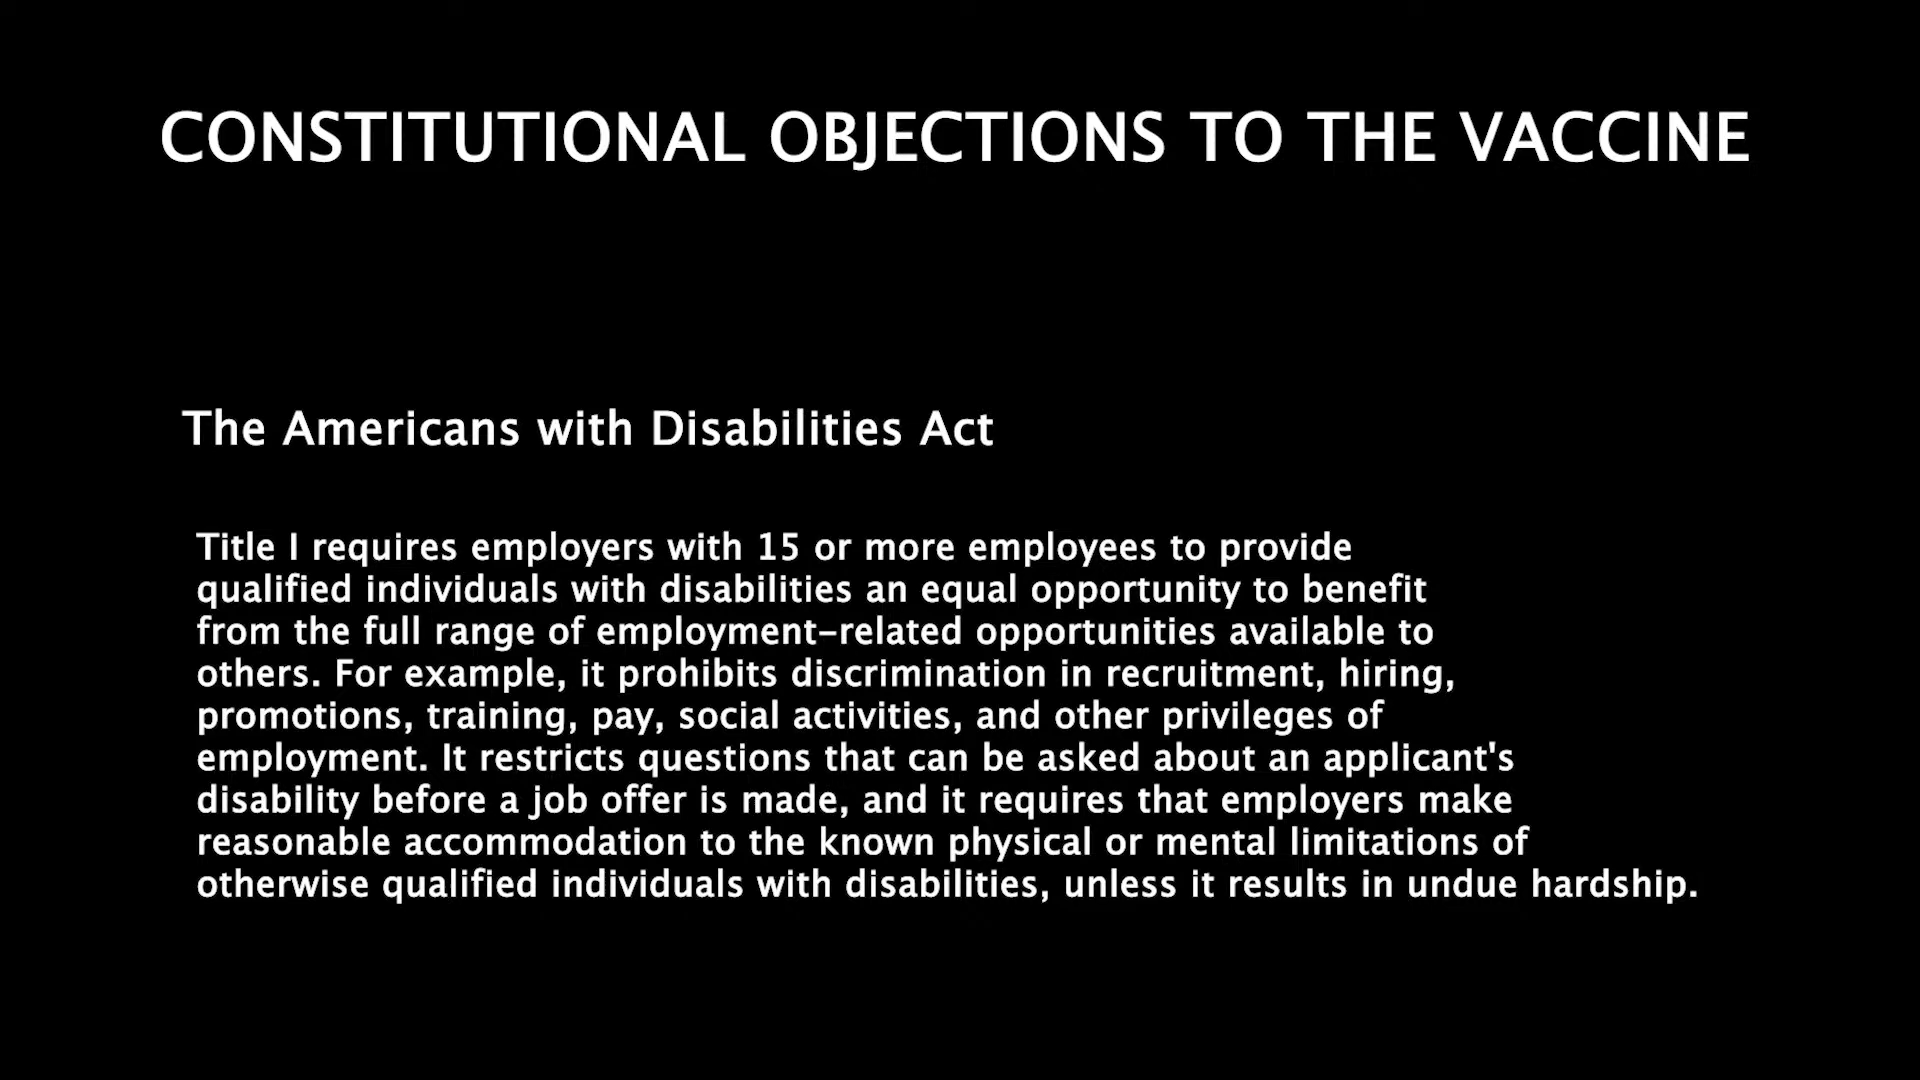 CONSTITUTIONAL OBJECTIONS TO THE VACCINE
The Americans with Disabilities Act
Title I requires employers with 15 or more employees to provide
qualified individuals with disabilities an equal opportunity to benefit
from the full range of employment-related opportunities available to
others. For example, it prohibits discrimination in recruitment, hiring,
promotions, training, pay, social activities, and other privileges of
employment. It restricts questions that can be asked about an applicant's
disability before a job offer is made, and it requires that employers make
reasonable accommodation to the known physical or mental limitations of
otherwise qualified individuals with disabilities, unless it results in undue hardship.